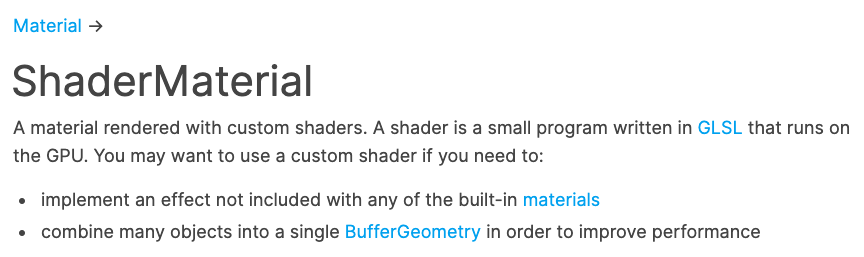 Material →
ShaderMaterial
A material rendered with custom shaders. A shader is a small program written in GLSL that runs on
the GPU. You may want to use a custom shader if you need to:
• implement an effect not included with any of the built-in materials
• combine many objects into a single BufferGeometry in order to improve performance